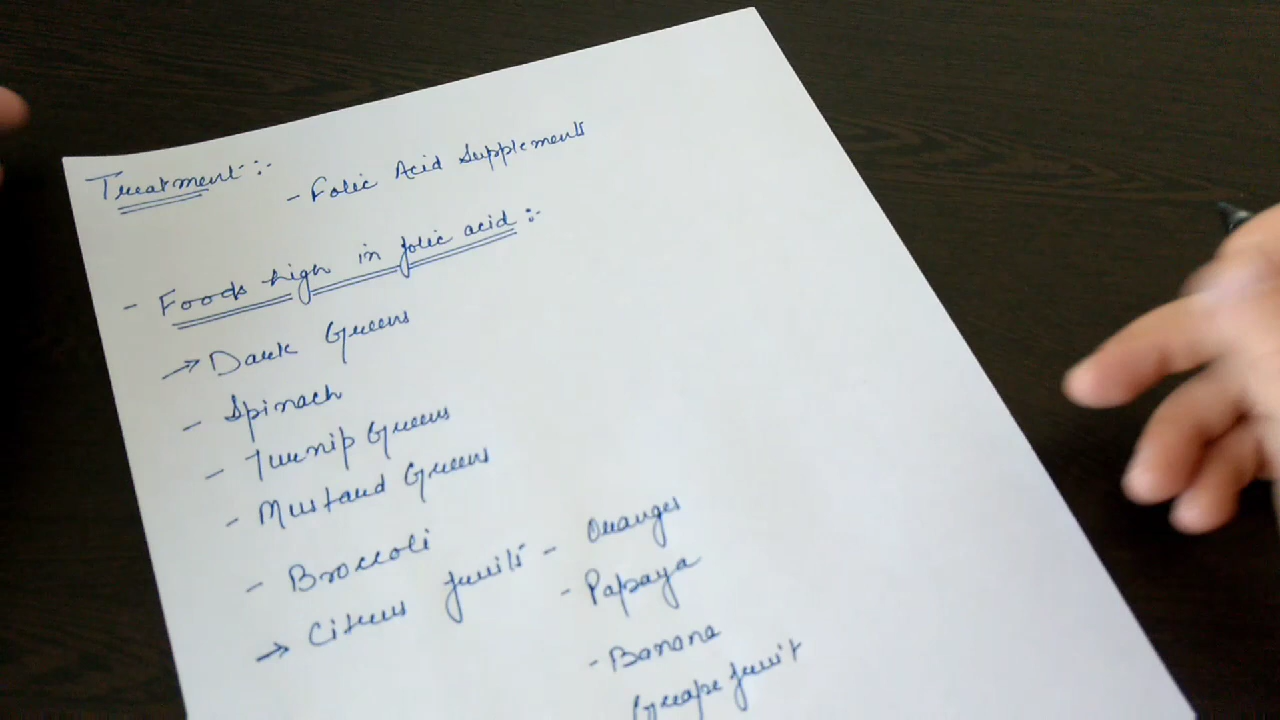 Treatment :-
- Folic Acid Supplements
- Foods high in folic acid :-
→ Dark Greens
- Spinach
- Turnip Greens
- Mustard Greens
- Broccoli
→ Citrus fruits - Oranges
- Papaya
- Banana
Grapefruit